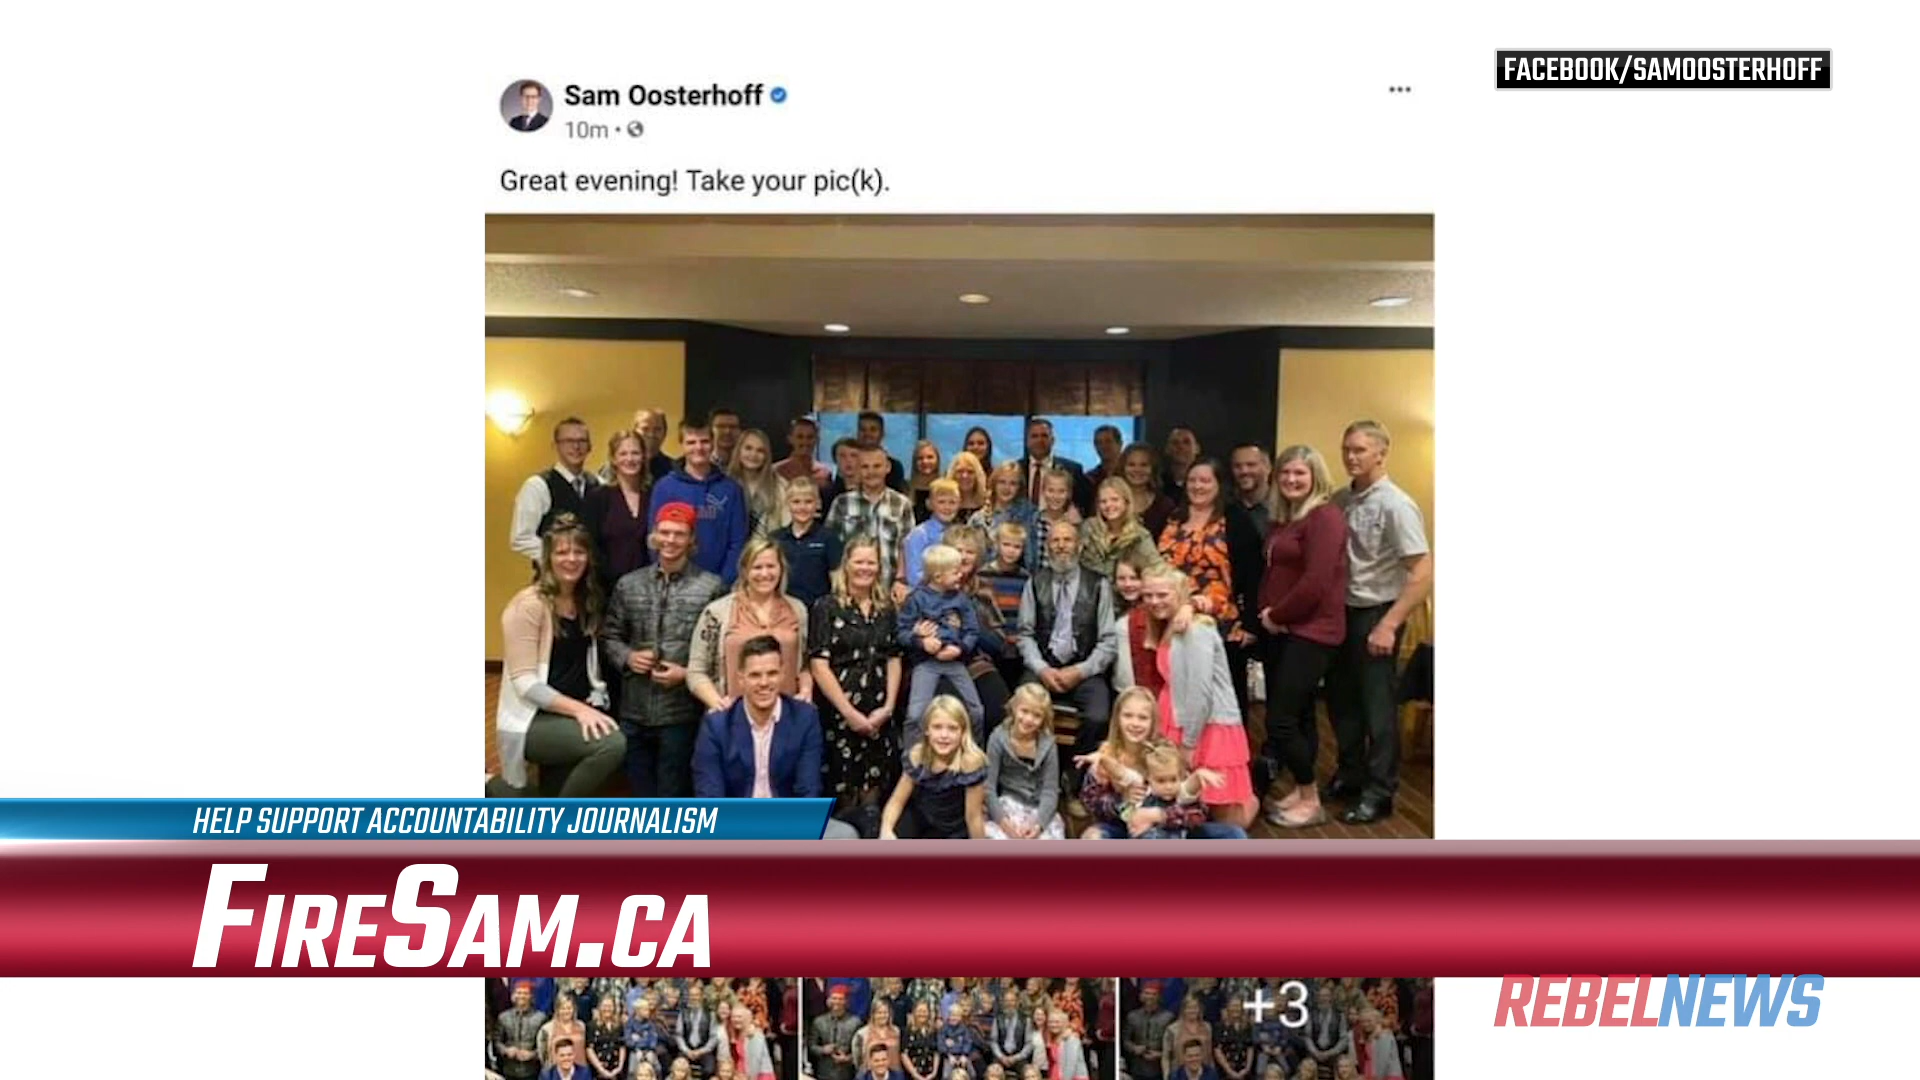 FACEBOOK/SAMOOSTERHOFF
Sam Oosterhoff
10m •
Great evening! Take your pic(k).
HELP SUPPORT ACCOUNTABILITY JOURNALISM
FIRESAM.CA
+3
REBELNEWS